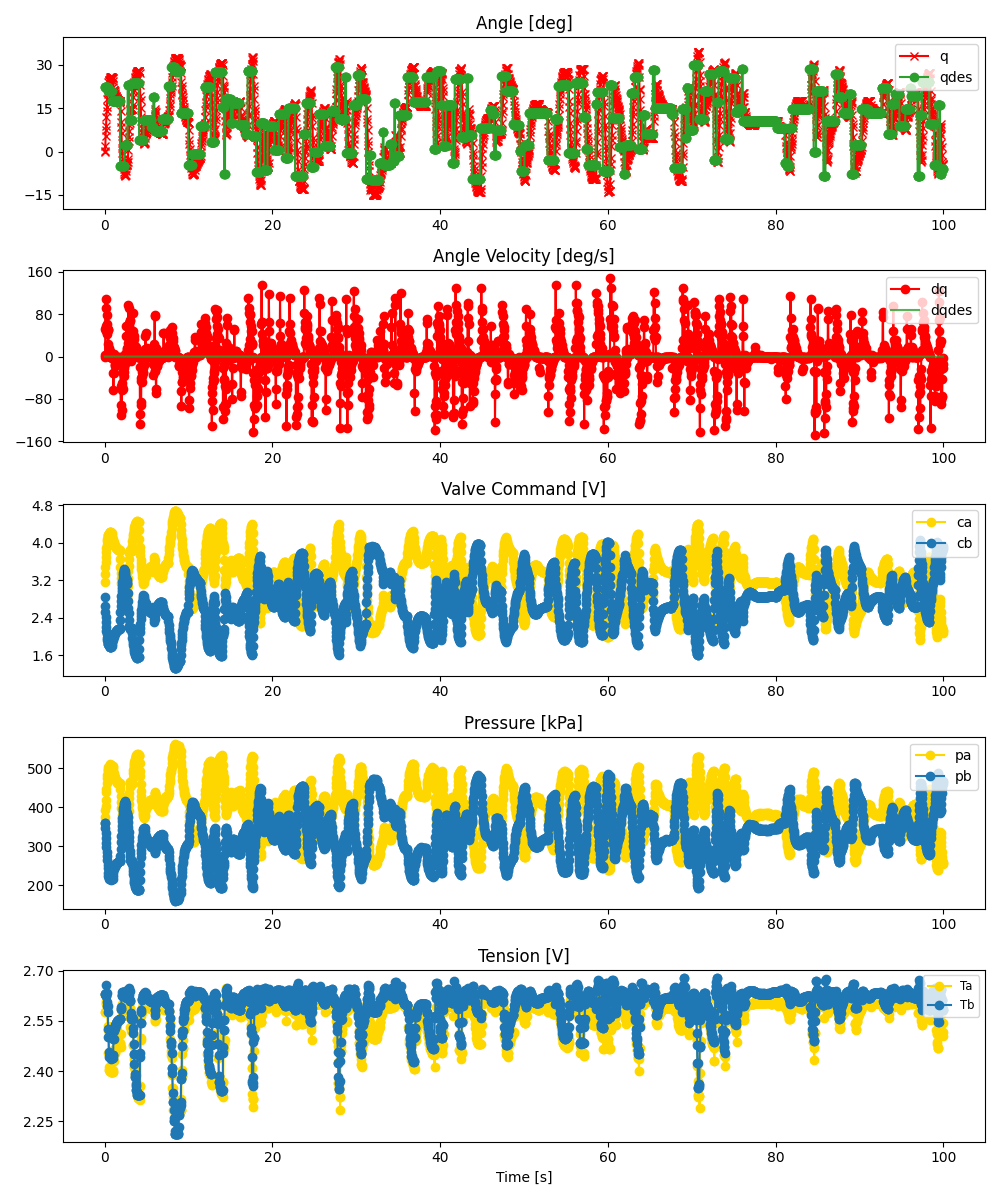 Angle [deg]
30
15
0
−15
q
qdes
0 20 40 60 80 100
Angle Velocity [deg/s]
160
80
0
−80
−160
dq
dqdes
0 20 40 60 80 100
Valve Command [V]
4.8
4.0
3.2
2.4
1.6
ca
cb
0 20 40 60 80 100
Pressure [kPa]
500
400
300
200
pa
pb
0 20 40 60 80 100
Tension [V]
2.70
2.55
2.40
2.25
Ta
Tb
0 20 40 60 80 100
Time [s]